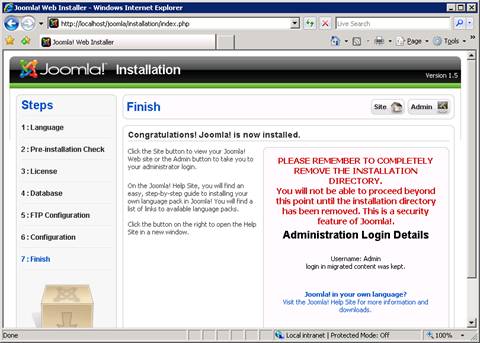 Joomla! Web Installer - Windows Internet Explorer
http://localhost/joomla/installation/index.php
Live Search
Joomla! Web Installer
Page
Tools
Joomla! Installation
Version 1.5
Steps
1 : Language
2 : Pre-installation Check
3 : License
4 : Database
5 : FTP Configuration
6 : Configuration
7 : Finish
Finish
Site
Admin
Congratulations! Joomla! is now installed.
Click the Site button to view your Joomla!
Web site or the Admin button to take you to
your administrator login.
On the Joomla! Help Site, you will find an
easy, step-by-step guide to installing your
own language pack in Joomla! You will find a
list of links to available language packs.
Click the button on the right to open the Help
Site in a new window.
PLEASE REMEMBER TO COMPLETELY
REMOVE THE INSTALLATION
DIRECTORY.
You will not be able to proceed beyond
this point until the installation directory
has been removed. This is a security
feature of Joomla!.
Administration Login Details
Username: Admin
login in migrated content was kept.
Joomla! in your own language?
Visit the Joomla! Help Site for more information and
downloads.
Done
Local intranet | Protected Mode: Off
100%